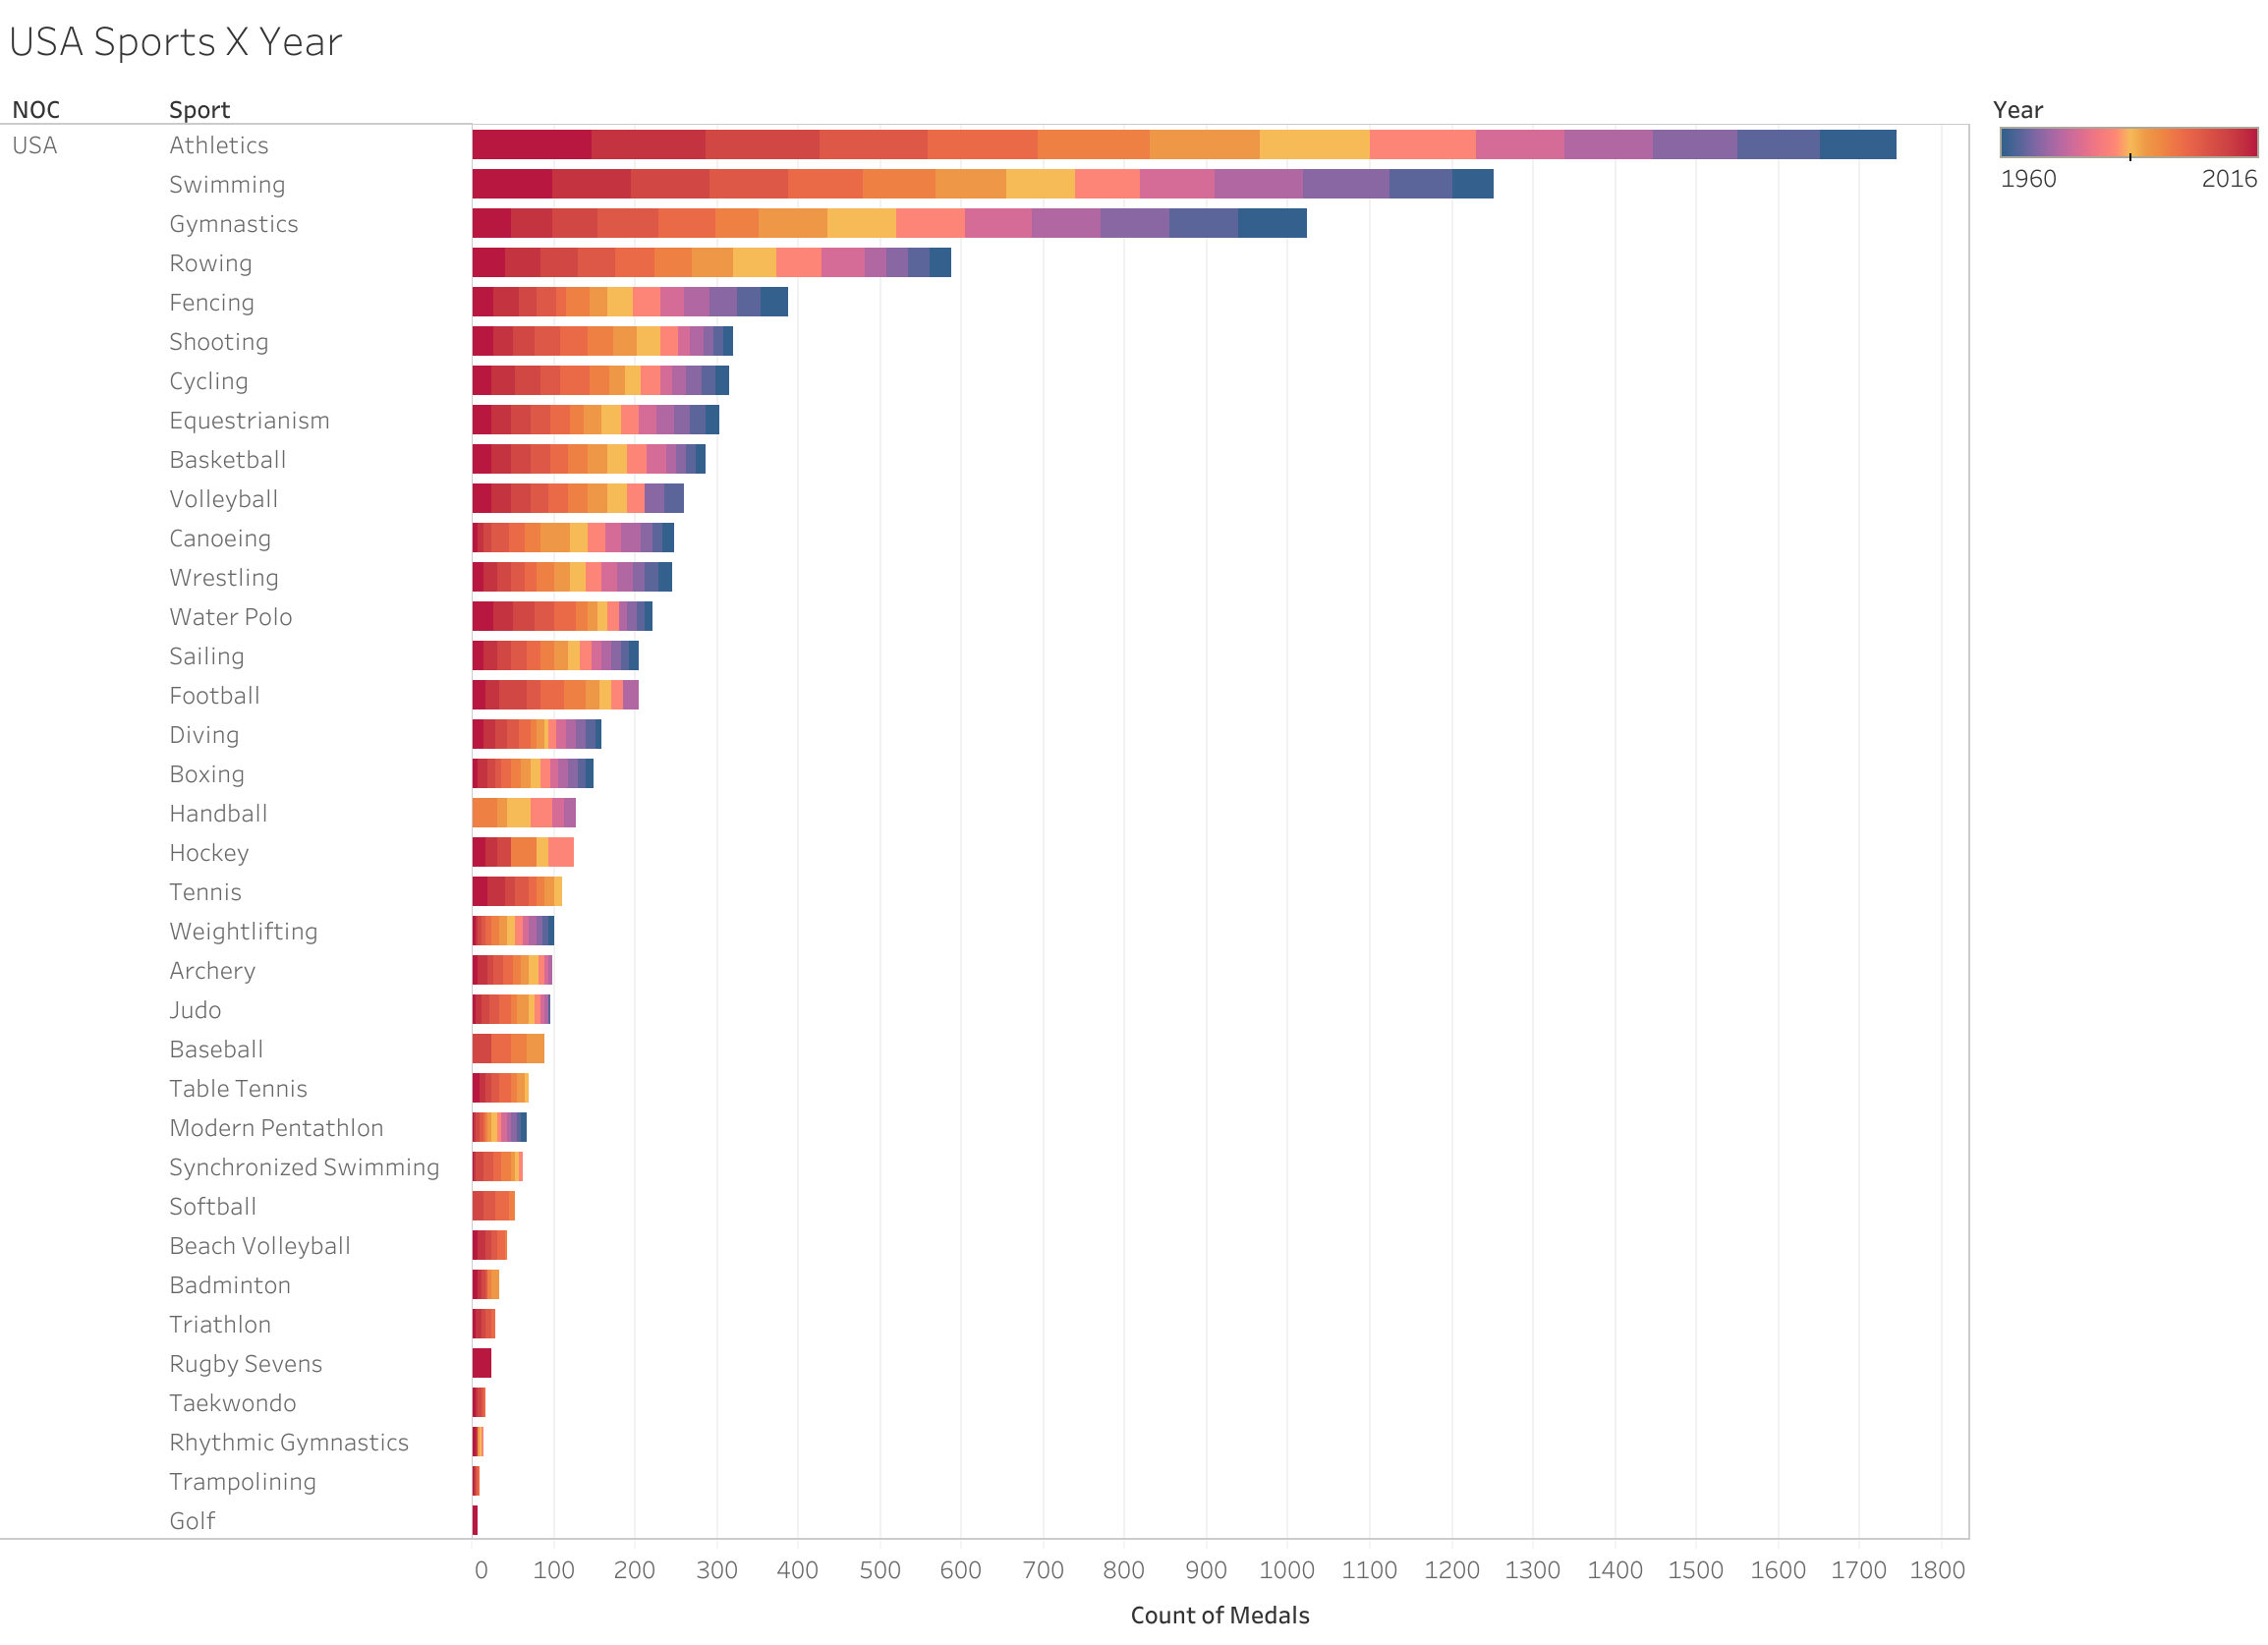 USA Sports X Year
NOC Sport
Year
USA Athletics
1960 2016
Swimming
Gymnastics
Rowing
Fencing
Shooting
Cycling
Equestrianism
Basketball
Volleyball
Canoeing
Wrestling
Water Polo
Sailing
Football
Diving
Boxing
Handball
Hockey
Tennis
Weightlifting
Archery
Judo
Baseball
Table Tennis
Modern Pentathlon
Synchronized Swimming
Softball
Beach Volleyball
Badminton
Triathlon
Rugby Sevens
Taekwondo
Rhythmic Gymnastics
Trampolining
Golf
0 100 200 300 400 500 600 700 800 900 1000 1100 1200 1300 1400 1500 1600 1700 1800
Count of Medals